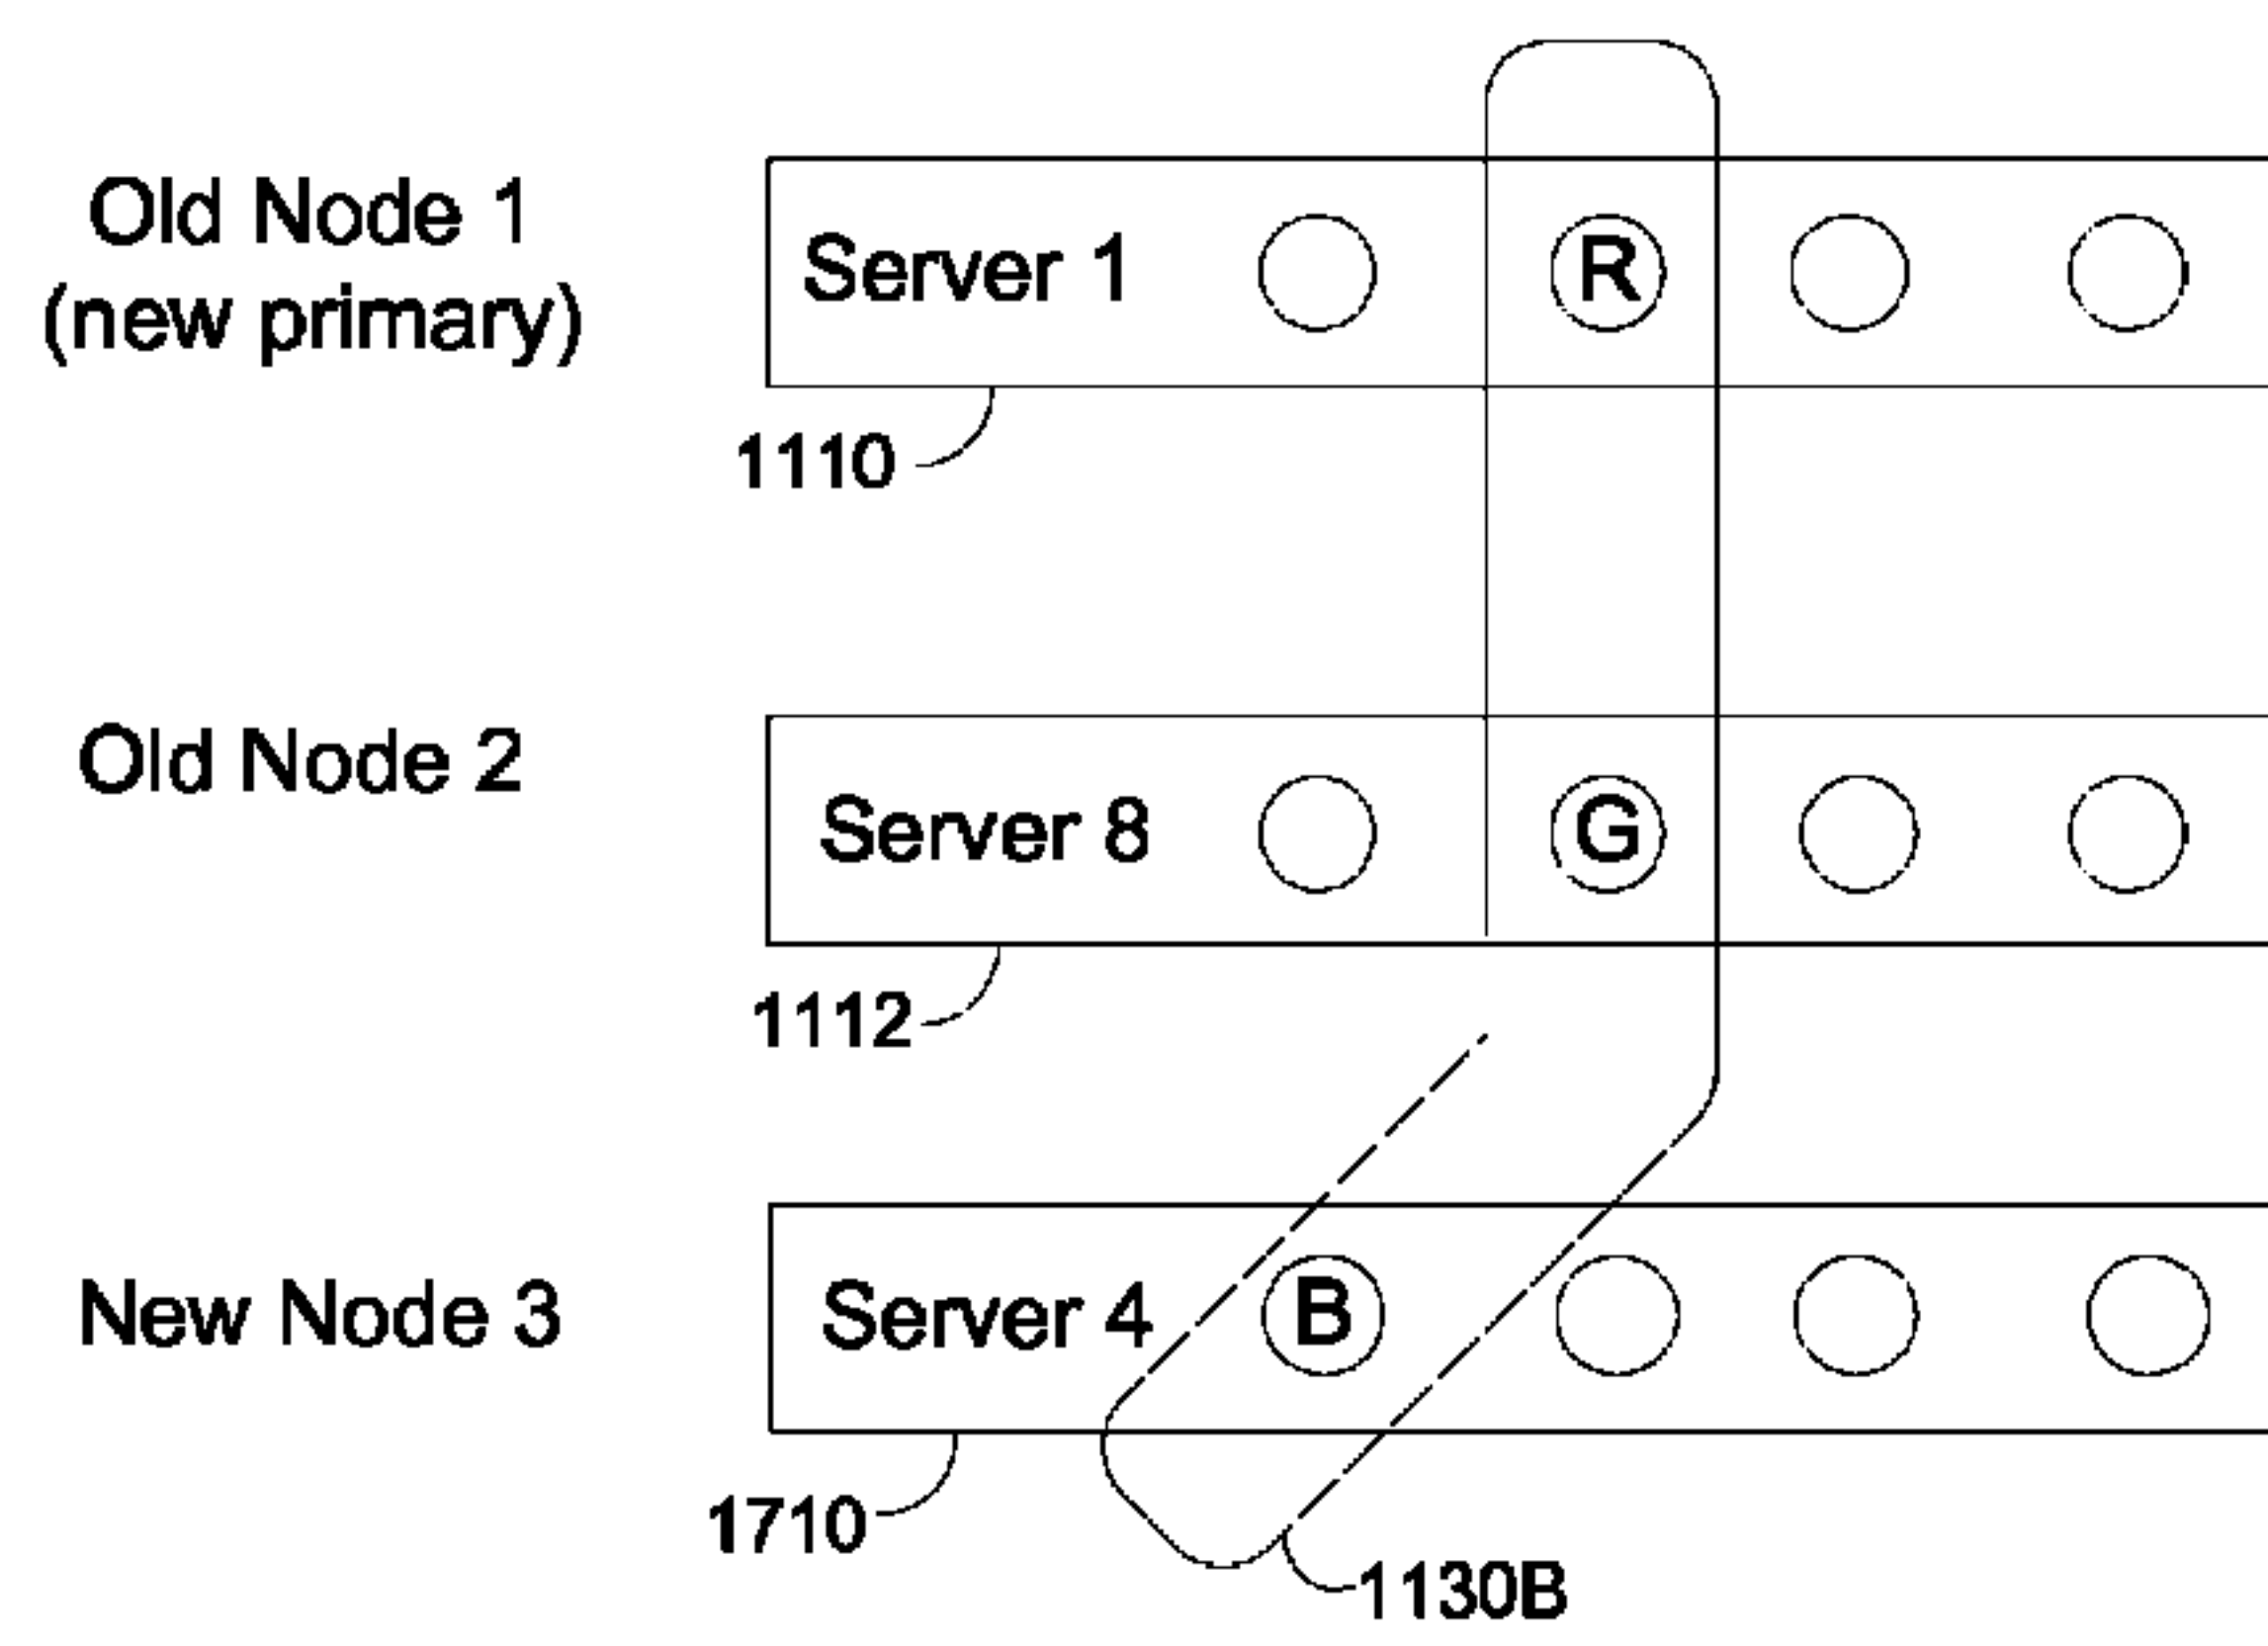 Old Node 1
(new primary)
Server 1
R
1110
Old Node 2
Server 8
G
1112
New Node 3
Server 4
B
1710
1130B